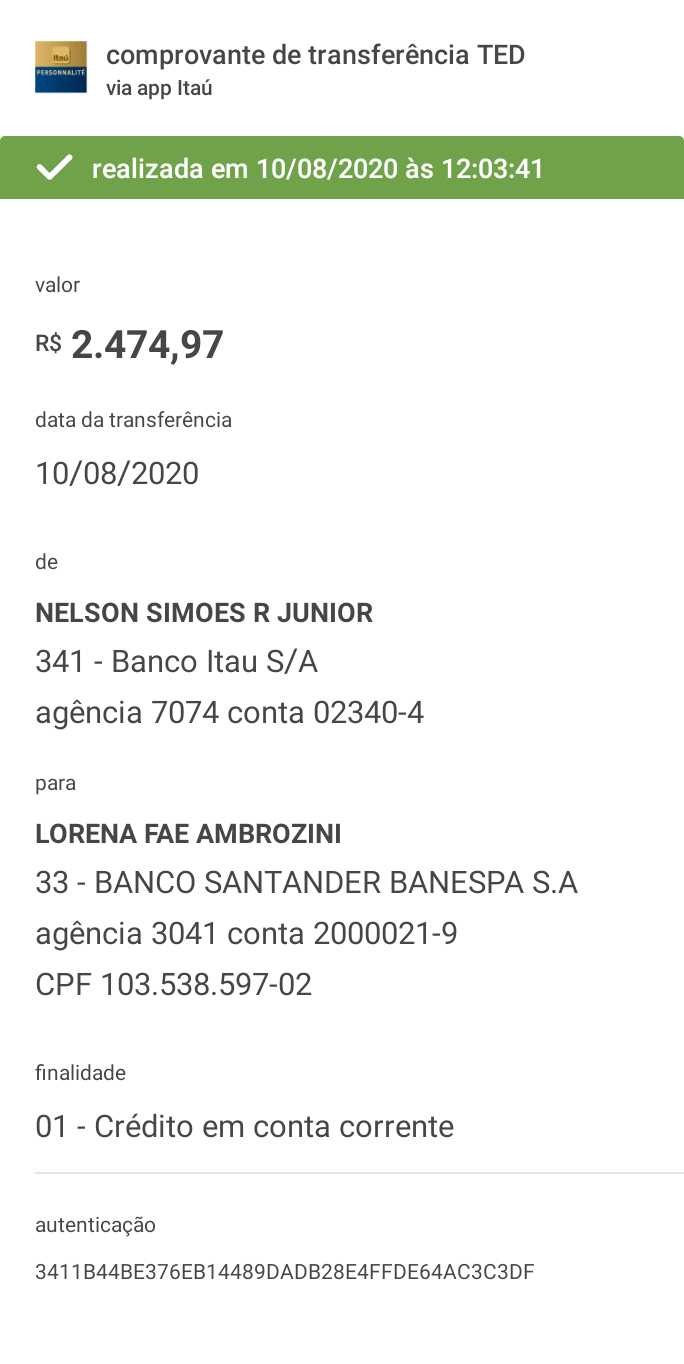 Itaú
PERSONNALITÉ
comprovante de transferência TED
via app Itaú
realizada em 10/08/2020 às 12:03:41
valor
R$ 2.474,97
data da transferência
10/08/2020
de
NELSON SIMOES R JUNIOR
341 - Banco Itau S/A
agência 7074 conta 02340-4
para
LORENA FAE AMBROZINI
33 - BANCO SANTANDER BANESPA S.A
agência 3041 conta 2000021-9
CPF 103.538.597-02
finalidade
01 - Crédito em conta corrente
autenticação
3411B44BE376EB14489DADB28E4FFDE64AC3C3DF